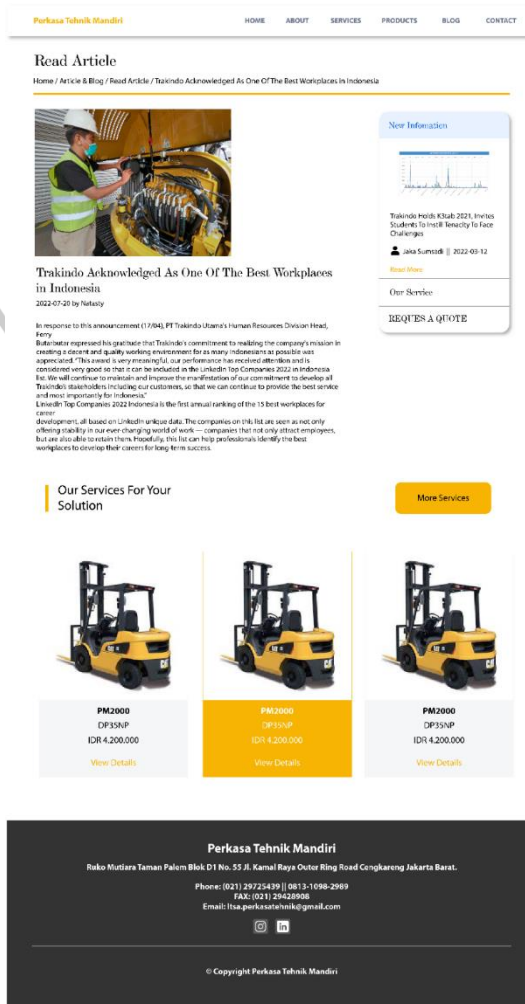 Perkasa Tehnik Mandiri
HOME ABOUT SERVICES PRODUCTS BLOG CONTACT
Read Article
Home / Article & Blog / Read Article / Trakindo Acknowledged As One Of The Best Workplaces in Indonesia
Trakindo Acknowledged As One Of The Best Workplaces
in Indonesia
2022-07-20 by Natasty
In response to this announcement (17/04), PT Trakindo Utama's Human Resources Division Head,
Ferry
Butarbutar expressed his gratitude that Trakindo's commitment to realizing the company's mission in
creating a decent and quality working environment for as many Indonesians as possible was
appreciated. "This award is very meaningful, our performance has received attention and is
considered very good so that it can be included in the LinkedIn Top Companies 2022 in Indonesia
list. We will continue to maintain and improve the manifestation of our commitment to develop all
Trakindo's stakeholders including our customers, so that we can continue to provide the best service
and most importantly for Indonesia."
LinkedIn Top Companies 2022 Indonesia is the first annual ranking of the 15 best workplaces for
career
development, all based on LinkedIn unique data. The companies on this list are seen as not only
offering stability in our ever-changing world of work — companies that not only attract employees,
but are also able to retain them. Hopefully, this list can help professionals identify the best
workplaces to develop their careers for long-term success.
New Infomation
Trakindo Holds K3tab 2021, Invites
Students To Instill Tenacity To Face
Challenges
Jaka Sumsadi || 2022-03-12
Read More
Our Service
REQUES A QUOTE
Our Services For Your
Solution
More Services
PM2000
DP35NP
IDR 4.200.000
View Details
PM2000
DP35NP
IDR 4.200.000
View Details
PM2000
DP35NP
IDR 4.200.000
View Details
Perkasa Tehnik Mandiri
Ruko Mutiara Taman Palem Blok D1 No. 55 Jl. Kamal Raya Outer Ring Road Cengkareng Jakarta Barat.
Phone: (021) 29725439 || 0813-1098-2989
FAX: (021) 29428908
Email: ltsa.perkasatehnik@gmail.com
© Copyright Perkasa Tehnik Mandiri